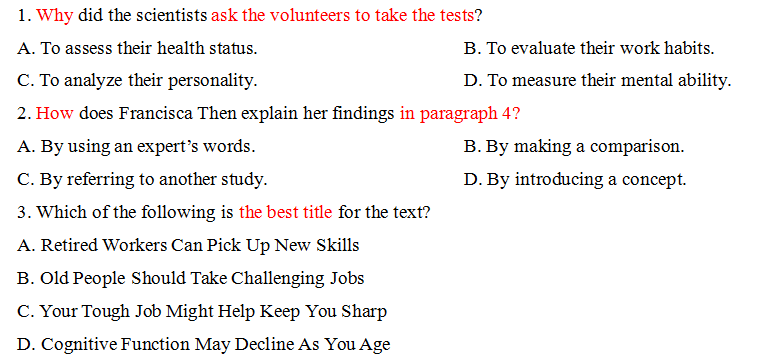 1. Why did the scientists ask the volunteers to take the tests?
A. To assess their health status. B. To evaluate their work habits.
C. To analyze their personality. D. To measure their mental ability.
2. How does Francisca Then explain her findings in paragraph 4?
A. By using an expert’s words. B. By making a comparison.
C. By referring to another study. D. By introducing a concept.
3. Which of the following is the best title for the text?
A. Retired Workers Can Pick Up New Skills
B. Old People Should Take Challenging Jobs
C. Your Tough Job Might Help Keep You Sharp
D. Cognitive Function May Decline As You Age